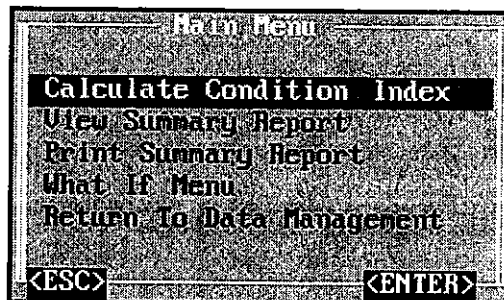 Main Menu
Calculate Condition Index
View Summary Report
Print Summary Report
What If Menu
Return To Data Management
<ESC> <ENTER>